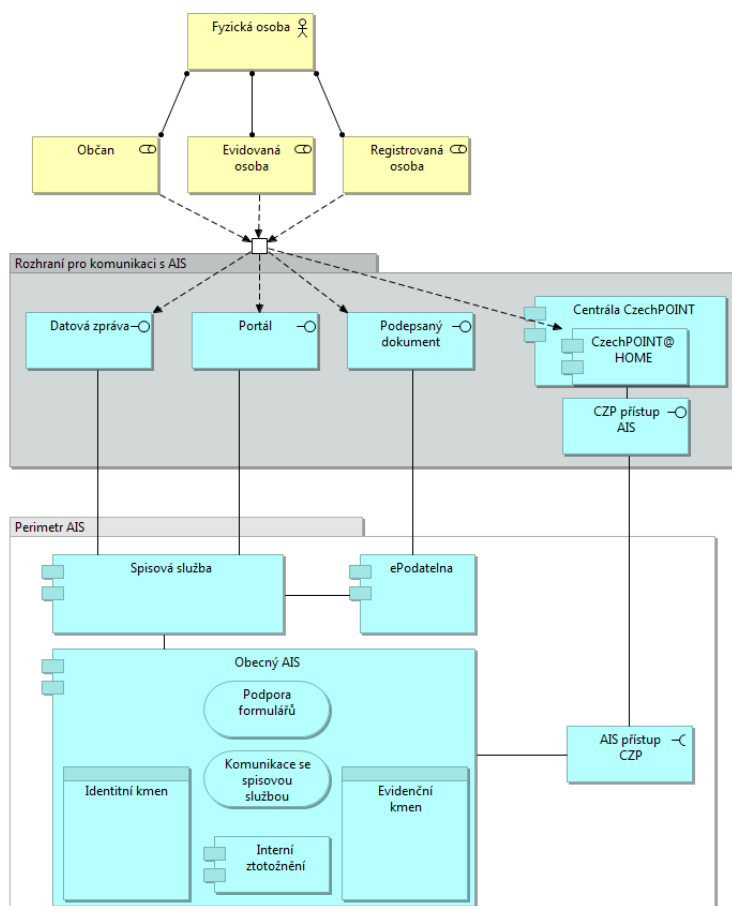 Fyzická osoba
Občan
Evidovaná
osoba
Registrovaná
osoba
Rozhraní pro komunikaci s AIS
Datová zpráva
Portál
Podepsaný
dokument
Centrála CzechPOINT
CzechPOINT@
HOME
CZP přístup
AIS
Perimetr AIS
Spisová služba
ePodatelna
Obecný AIS
Podpora
formulářů
AIS přístup
CZP
Komunikace se
spisovou
službou
Identitní kmen
Evidenční
kmen
Interní
ztotožnění